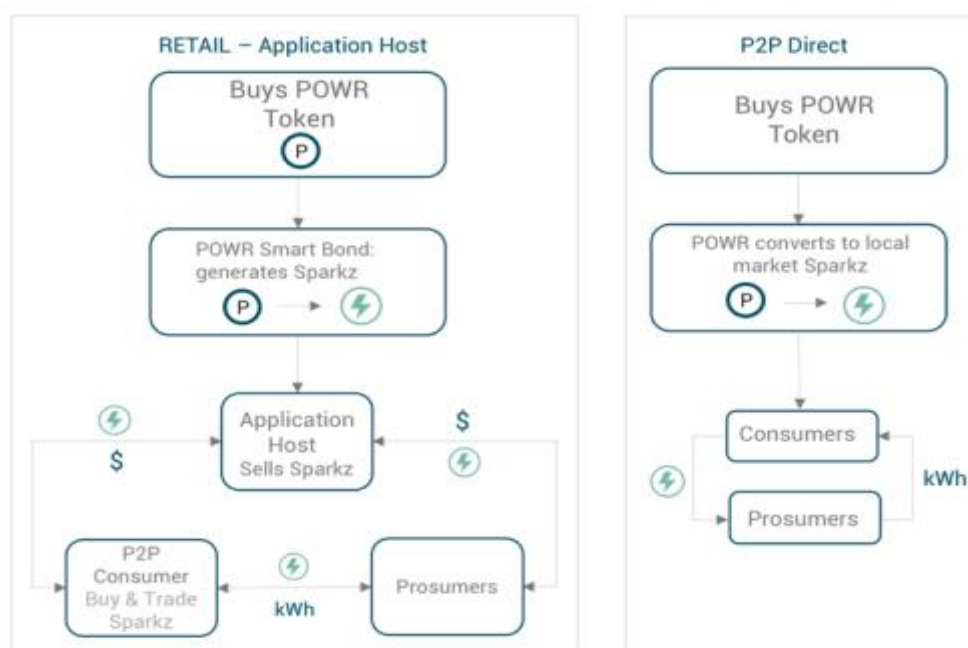 RETAIL – Application Host
Buys POWR
Token
P
POWR Smart Bond:
generates Sparkz
P
Application
Host
Sells Sparkz
$
$
P2P
Consumer
Buy & Trade
Sparkz
kWh
Prosumers
P2P Direct
Buys POWR
Token
POWR converts to local
market Sparkz
P
Consumers
kWh
Prosumers